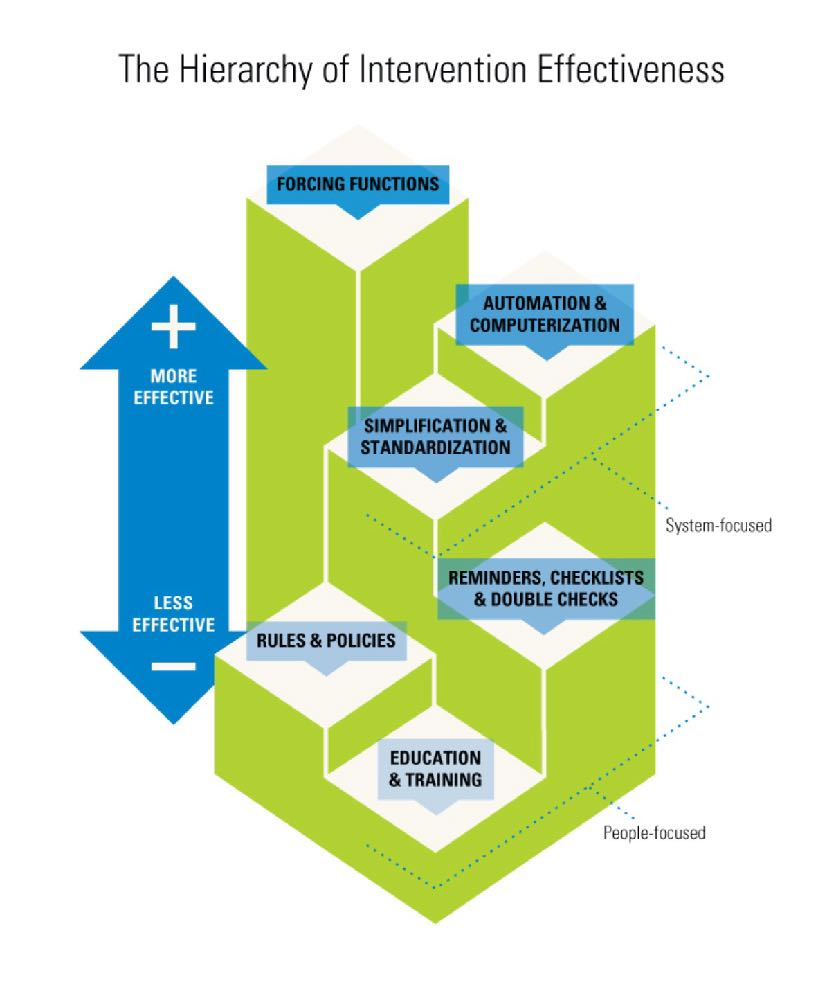 The Hierarchy of Intervention Effectiveness
FORCING FUNCTIONS
AUTOMATION &
COMPUTERIZATION
+
MORE
EFFECTIVE
SIMPLIFICATION &
STANDARDIZATION
System-focused
REMINDERS, CHECKLISTS
& DOUBLE CHECKS
LESS
EFFECTIVE
—
RULES & POLICIES
EDUCATION
& TRAINING
People-focused